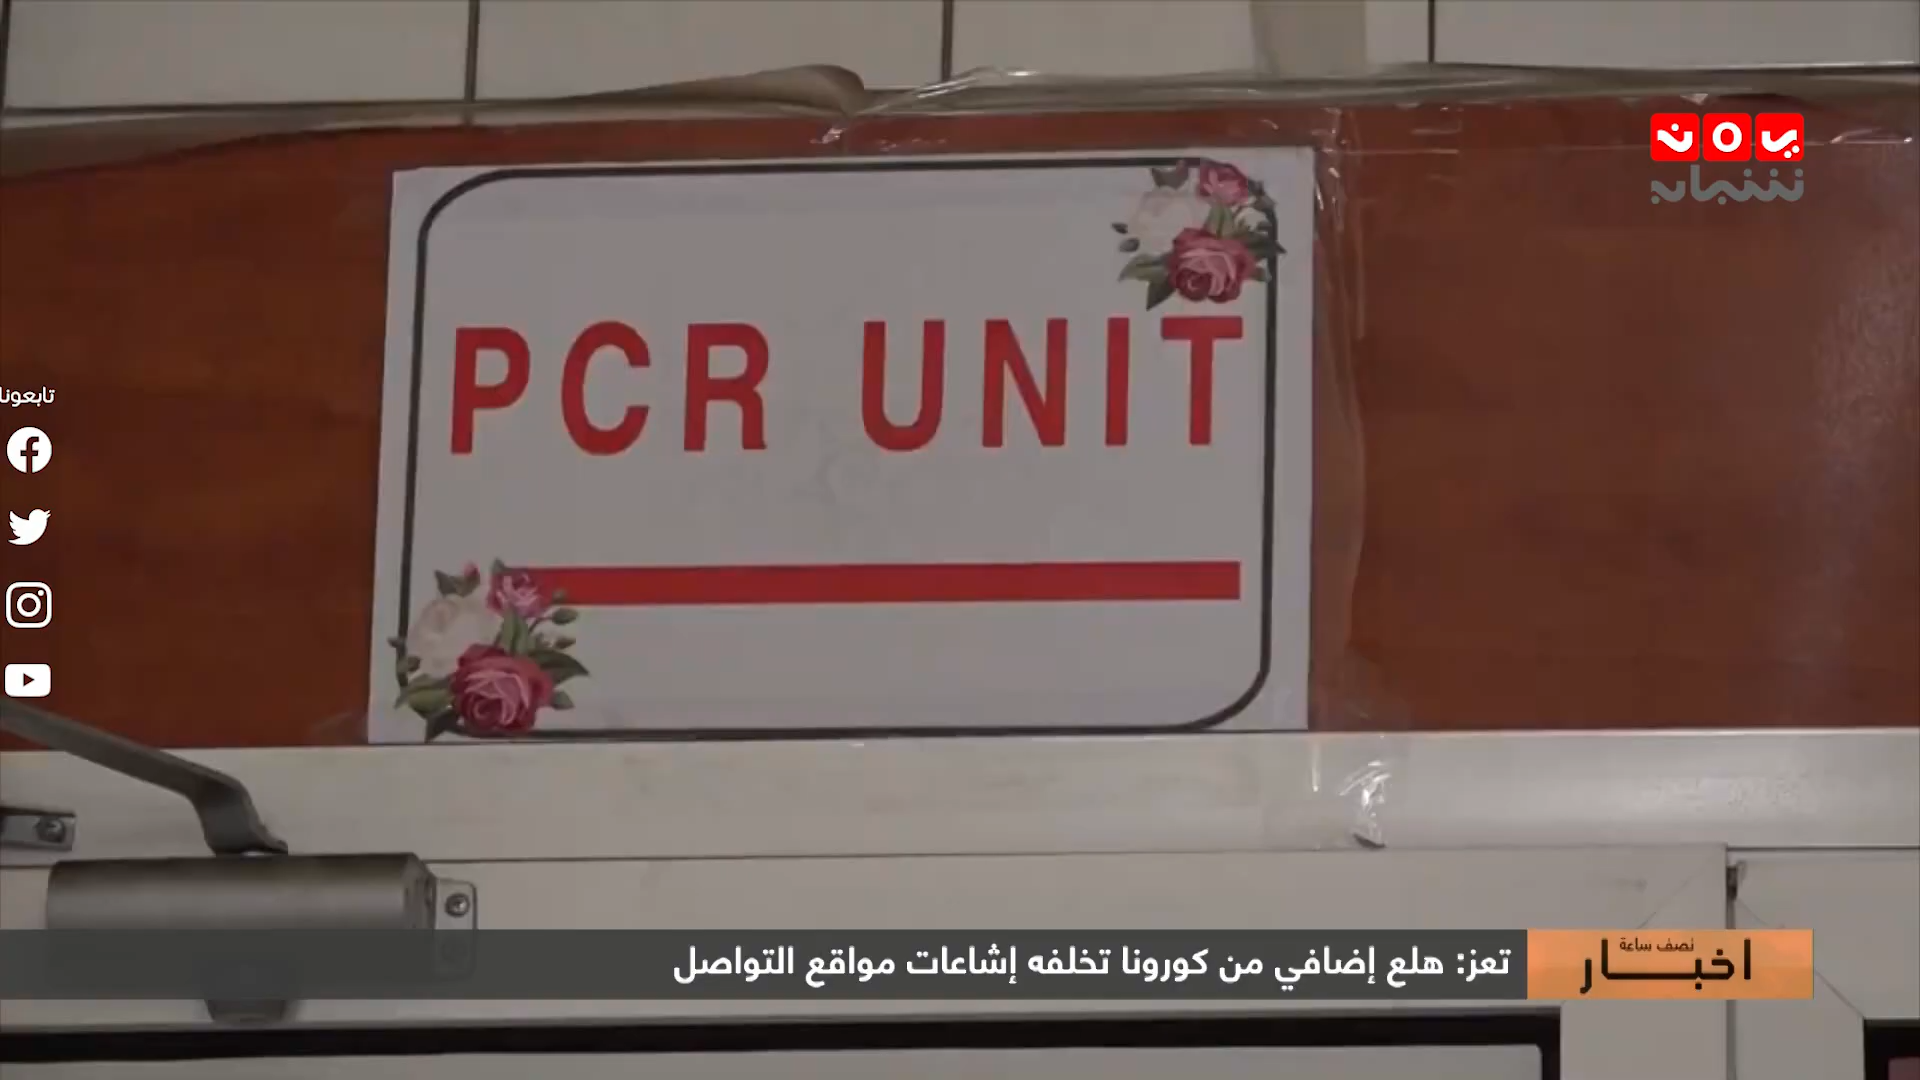 يمن
شباب
PCR UNIT
تابعونا
نصف ساعة
اخبار
تعز: هلع إضافي من كورونا تخلفه إشاعات مواقع التواصل